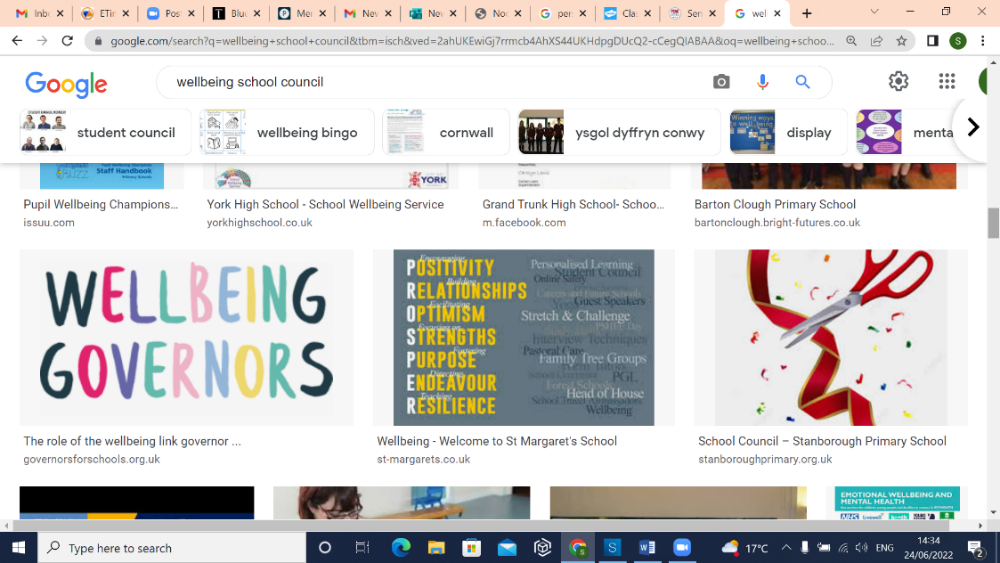 Inb
ETir
Pos
Blu
Me
Nev
Nev
Noc
per
Clas
Sen
wel
google.com/search?q=wellbeing+school+council&tbm=isch&ved=2ahUKEwiGj7rrmcb4AhXS44UKHdpgDUcQ2-cCegQIABAA&oq=wellbeing+schoo...
S
Google
wellbeing school council
student council
wellbeing bingo
cornwall
ysgol dyffryn conwy
display
menta
Staff Handbook
YORK
Pupil Wellbeing Champions...
York High School - School Wellbeing Service
Grand Trunk High School- Schoo...
Barton Clough Primary School
issuu.com
yorkhighschool.co.uk
m.facebook.com
bartonclough.bright-futures.co.uk
WELLBEING
GOVERNORS
POSITIVITY
RELATIONSHIPS
OPTIMISM
STRENGTHS
PURPOSE
ENDEAVOUR
RESILIENCE
Personalised Learning
Student Council
Online Safety
Guest Speakers
Stretch & Challenge
Interview Techniques
Pastoral Care
Family Tree Groups
PGL
Forest Schools
Head of House
Wellbeing
The role of the wellbeing link governor ...
Wellbeing - Welcome to St Margaret's School
School Council – Stanborough Primary School
governorsforschools.org.uk
st-margarets.co.uk
stanboroughprimary.org.uk
EMOTIONAL WELLBEING AND
MENTAL HEALTH
NHS
Type here to search
17°C
ENG
14:34
24/06/2022
2